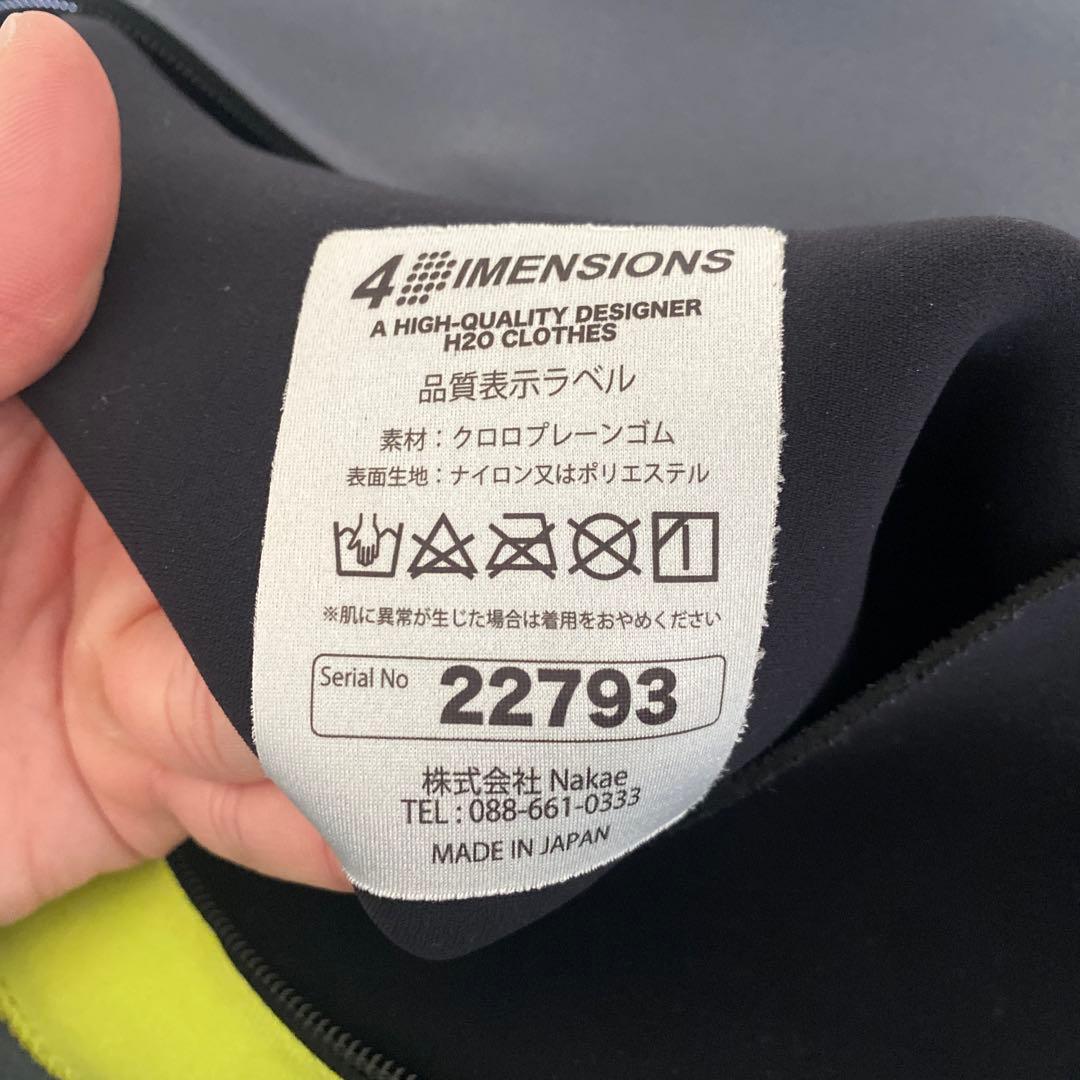 4DIMENSIONS
A HIGH-QUALITY DESIGNER
H2O CLOTHES
品質表示ラベル
素材：クロロプレーンゴム
表面生地：ナイロン又はポリエステル
※肌に異常が生じた場合は着用をおやめください
Serial No 22793
株式会社 Nakae
TEL : 088-661-0333
MADE IN JAPAN